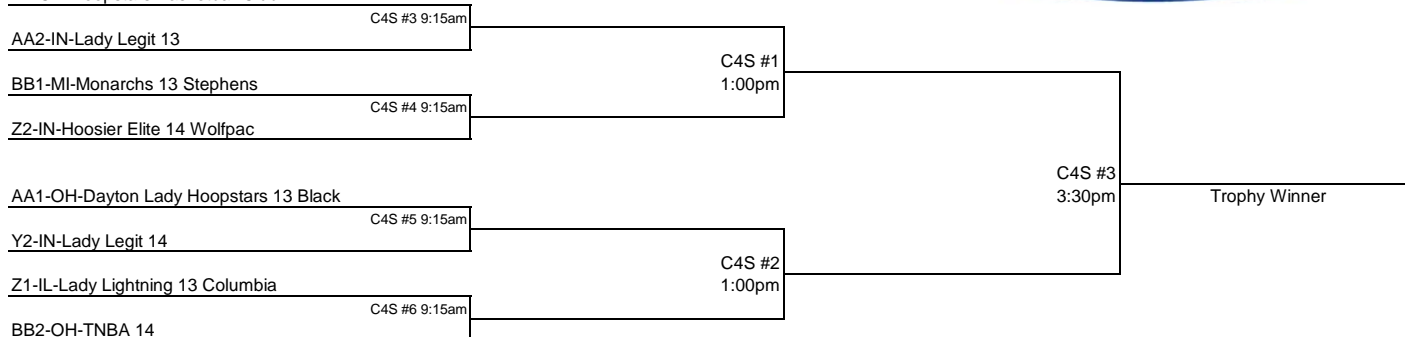 C4S #3 9:15am
AA2-IN-Lady Legit 13
C4S #1
BB1-MI-Monarchs 13 Stephens
1:00pm
C4S #4 9:15am
Z2-IN-Hoosier Elite 14 Wolfpac
C4S #3
AA1-OH-Dayton Lady Hoopstars 13 Black
3:30pm
Trophy Winner
C4S #5 9:15am
Y2-IN-Lady Legit 14
C4S #2
Z1-IL-Lady Lightning 13 Columbia
1:00pm
C4S #6 9:15am
BB2-OH-TNBA 14